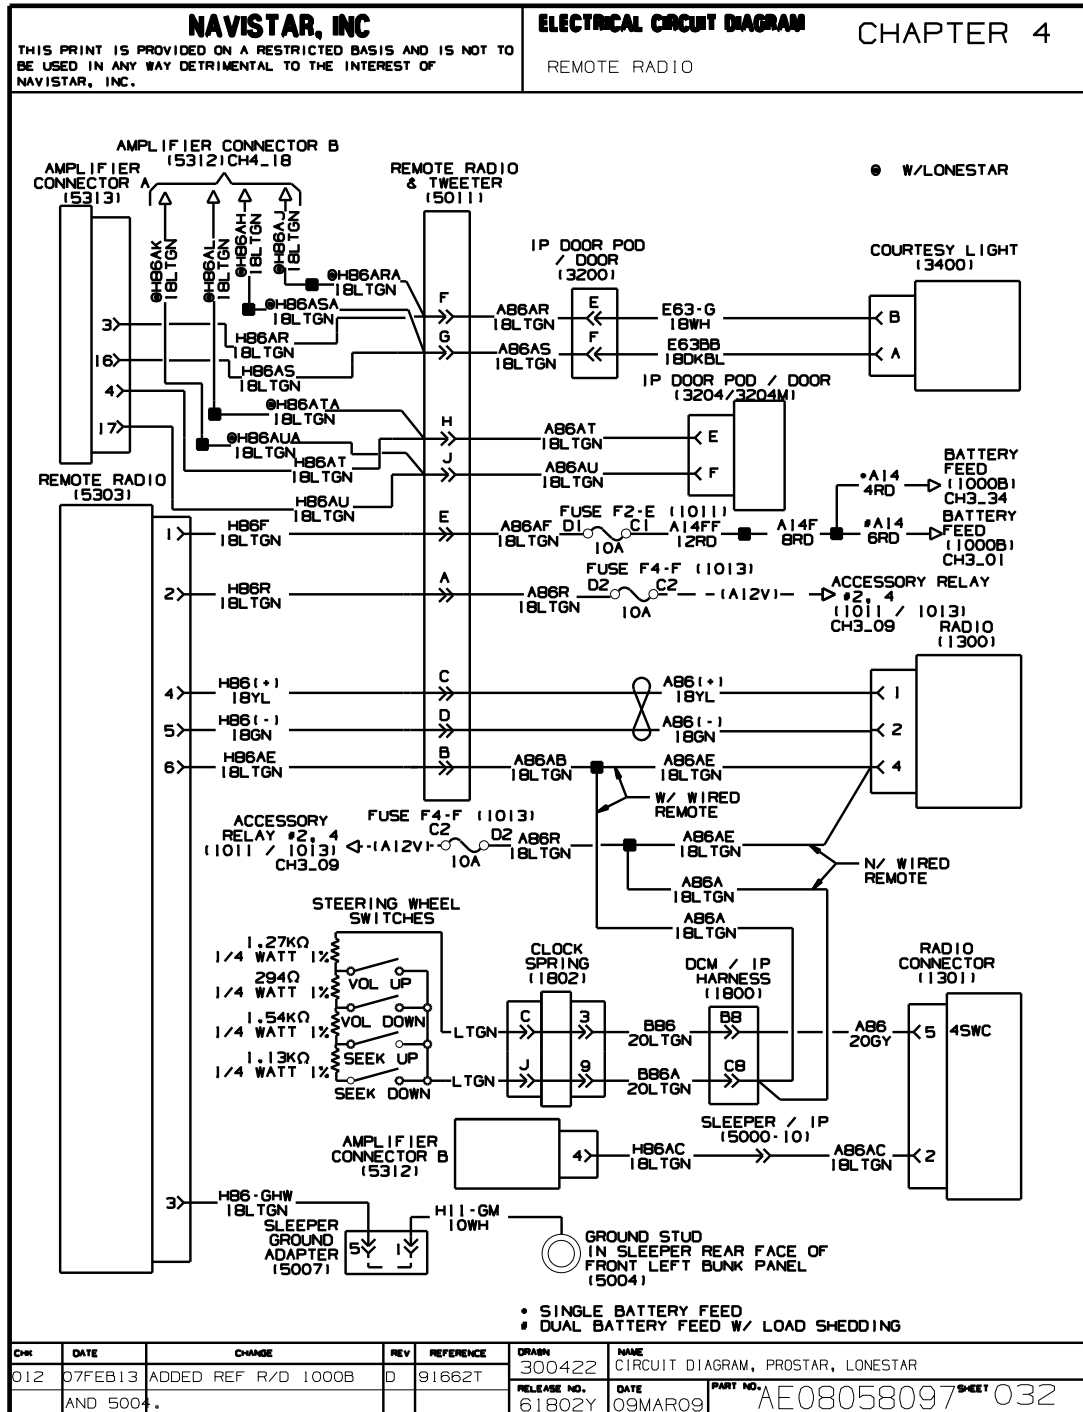 NAVISTAR, INC
THIS PRINT IS PROVIDED ON A RESTRICTED BASIS AND IS NOT TO
BE USED IN ANY WAY DETRIMENTAL TO THE INTEREST OF
NAVISTAR, INC.
ELECTRICAL CIRCUIT DIAGRAM
REMOTE RADIO
CHAPTER 4
AMPLIFIER CONNECTOR B
(5312)CH4_18
AMPLIFIER
CONNECTOR A
(5313)
REMOTE RADIO
& TWEETER
(5011)
@ W/LONESTAR
@H86AK
18LTGN
@H86AL
18LTGN
@H86AH
18LTGN
@H86AJ
18LTGN
IP DOOR POD
/ DOOR
(3200)
COURTESY LIGHT
(3400)
@H86ARA
18LTGN
@H86ASA
18LTGN
F
A86AR
18LTGN
E
E63-G
18WH
B
3
H86AR
18LTGN
G
A86AS
18LTGN
F
E63BB
18DKBL
A
16
H86AS
18LTGN
IP DOOR POD / DOOR
(3204/3204M)
4
@H86ATA
18LTGN
17
@H86AUA
18LTGN
H
A86AT
18LTGN
E
H86AT
18LTGN
J
A86AU
18LTGN
F
H86AU
18LTGN
REMOTE RADIO
(5303)
*A14
4RD
BATTERY
FEED
(1000B)
CH3_34
FUSE F2-E (1011)
1
H86F
18LTGN
E
A86AF
18LTGN
D1
C1
10A
A14FF
12RD
A14F
8RD
#A14
6RD
BATTERY
FEED
(1000B)
CH3_01
FUSE F4-F (1013)
2
H86R
18LTGN
A
A86R
18LTGN
D2
C2
10A
(A12V)
ACCESSORY RELAY
#2, 4
(1011 / 1013)
CH3_09
RADIO
(1300)
4
H86(+)
18YL
C
A86(+)
18YL
1
5
H86(-)
18GN
D
A86(-)
18GN
2
6
H86AE
18LTGN
B
A86AB
18LTGN
A86AE
18LTGN
4
W/ WIRED
REMOTE
ACCESSORY
RELAY #2, 4
(1011 / 1013)
CH3_09
(A12V)
FUSE F4-F (1013)
C2
D2
10A
A86R
18LTGN
A86AE
18LTGN
N/ WIRED
REMOTE
A86A
18LTGN
A86A
18LTGN
STEERING WHEEL
SWITCHES
1.27KΩ
1/4 WATT 1%
VOL UP
294Ω
1/4 WATT 1%
VOL DOWN
1.54KΩ
1/4 WATT 1%
SEEK UP
1.13KΩ
1/4 WATT 1%
SEEK DOWN
CLOCK
SPRING
(1802)
DCM / IP
HARNESS
(1800)
RADIO
CONNECTOR
(1301)
LTGN
C
3
B86
20LTGN
B8
A86
20GY
5
4SWC
LTGN
J
9
B86A
20LTGN
C8
SLEEPER / IP
(5000-10)
AMPLIFIER
CONNECTOR B
(5312)
4
H86AC
18LTGN
A86AC
18LTGN
2
3
H86-GHW
18LTGN
SLEEPER
GROUND
ADAPTER
(5007)
5
1
H11-GM
10WH
GROUND STUD
IN SLEEPER REAR FACE OF
FRONT LEFT BUNK PANEL
(5004)
* SINGLE BATTERY FEED
# DUAL BATTERY FEED W/ LOAD SHEDDING
CHK DATE CHANGE REV REFERENCE
012 07FEB13 ADDED REF R/D 1000B D 91662T
AND 5004.
DRAWN
300422
NAME
CIRCUIT DIAGRAM, PROSTAR, LONESTAR
RELEASE NO.
61802Y
DATE
09MAR09
PART NO.
AE08058097
SHEET
032